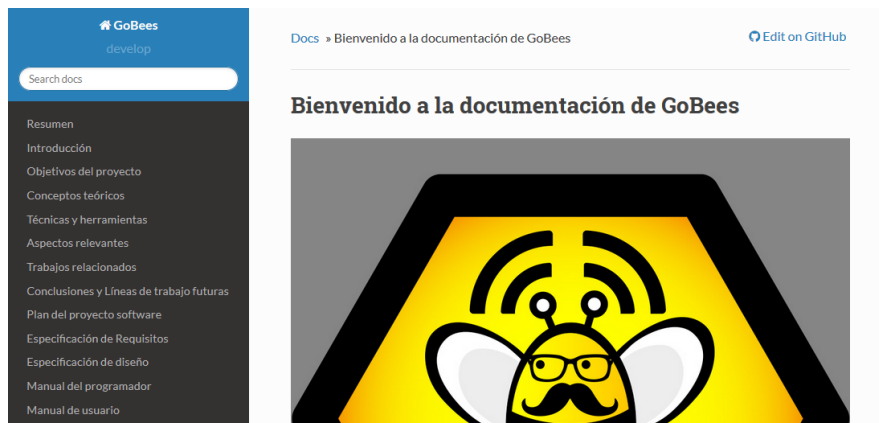 GoBees
develop
Search docs
Resumen
Introducción
Objetivos del proyecto
Conceptos teóricos
Técnicas y herramientas
Aspectos relevantes
Trabajos relacionados
Conclusiones y Líneas de trabajo futuras
Plan del proyecto software
Especificación de Requisitos
Especificación de diseño
Manual del programador
Manual de usuario
Docs » Bienvenido a la documentación de GoBees
Edit on GitHub
Bienvenido a la documentación de GoBees